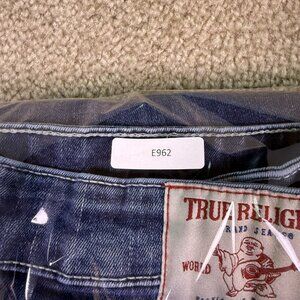 E962
TRUE RELIGI
BRAND JEANS
WORLD